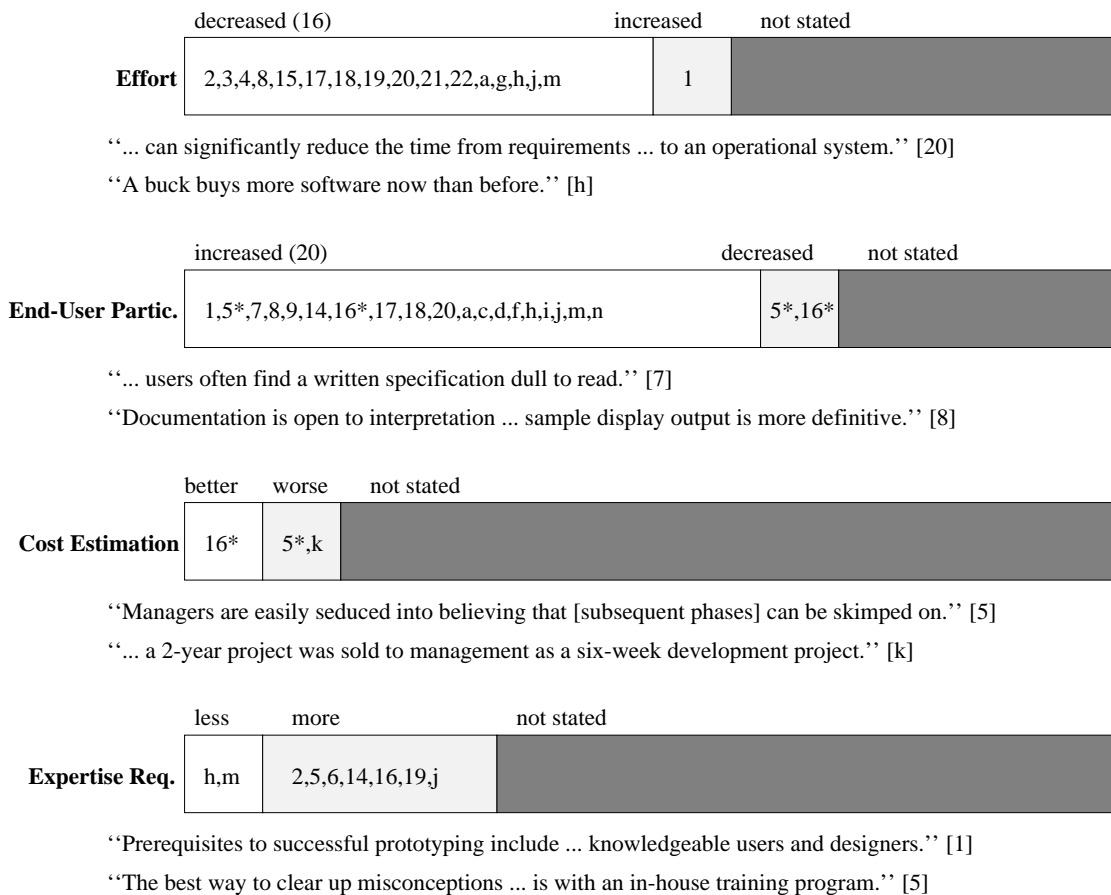 decreased (16) increased not stated
Effort 2,3,4,8,15,17,18,19,20,21,22,a,g,h,j,m 1
‘‘... can significantly reduce the time from requirements ... to an operational system.’’ [20]
‘‘A buck buys more software now than before.’’ [h]
increased (20) decreased not stated
End-User Partic. 1,5*,7,8,9,14,16*,17,18,20,a,c,d,f,h,i,j,m,n 5*,16*
‘‘... users often find a written specification dull to read.’’ [7]
‘‘Documentation is open to interpretation ... sample display output is more definitive.’’ [8]
better worse not stated
Cost Estimation 16* 5*,k
‘‘Managers are easily seduced into believing that [subsequent phases] can be skimped on.’’ [5]
‘‘... a 2-year project was sold to management as a six-week development project.’’ [k]
less more not stated
Expertise Req. h,m 2,5,6,14,16,19,j
‘‘Prerequisites to successful prototyping include ... knowledgeable users and designers.’’ [1]
‘‘The best way to clear up misconceptions ... is with an in-house training program.’’ [5]